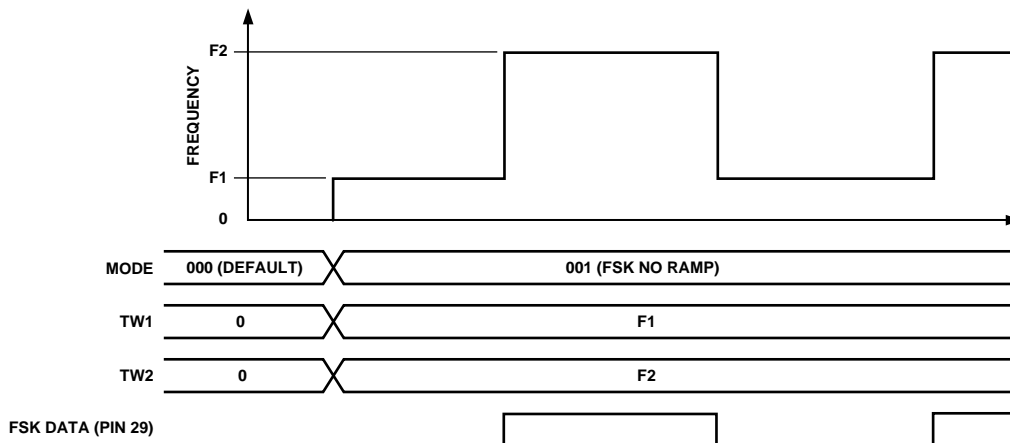 F2
FREQUENCY
F1
0
MODE 000 (DEFAULT) 001 (FSK NO RAMP)
TW1 0 F1
TW2 0 F2
FSK DATA (PIN 29)